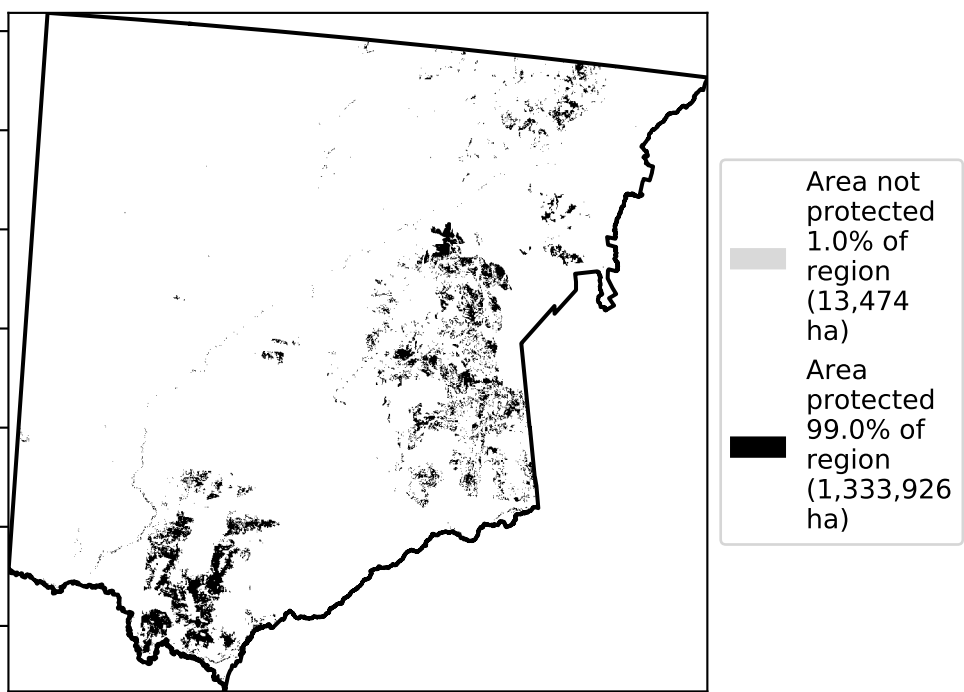 Area not
protected
1.0% of
region
(13,474
ha)
Area
protected
99.0% of
region
(1,333,926
ha)